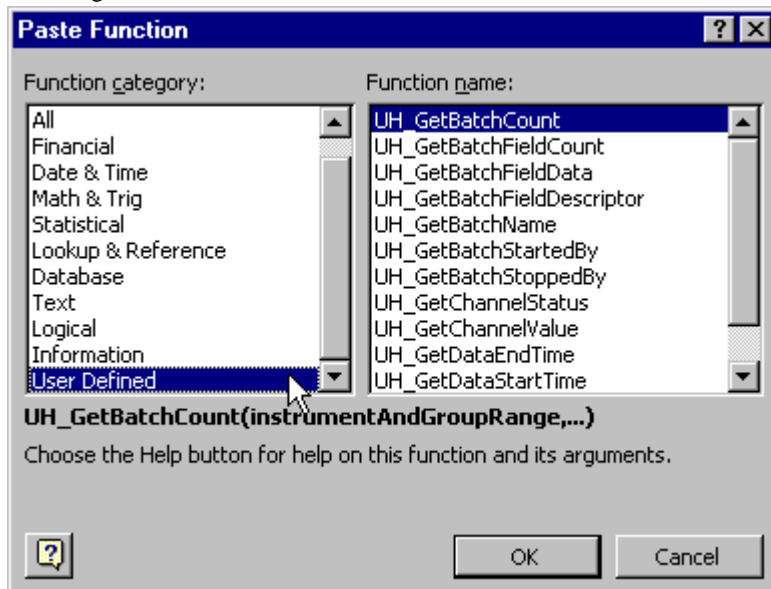 Paste Function
Function category:
All
Financial
Date & Time
Math & Trig
Statistical
Lookup & Reference
Database
Text
Logical
Information
User Defined
Function name:
UH_GetBatchCount
UH_GetBatchFieldCount
UH_GetBatchFieldData
UH_GetBatchFieldDescriptor
UH_GetBatchName
UH_GetBatchStartedBy
UH_GetBatchStoppedBy
UH_GetChannelStatus
UH_GetChannelValue
UH_GetDataEndTime
UH_GetDataStartTime
UH_GetBatchCount(instrumentAndGroupRange,...)
Choose the Help button for help on this function and its arguments.
OK
Cancel